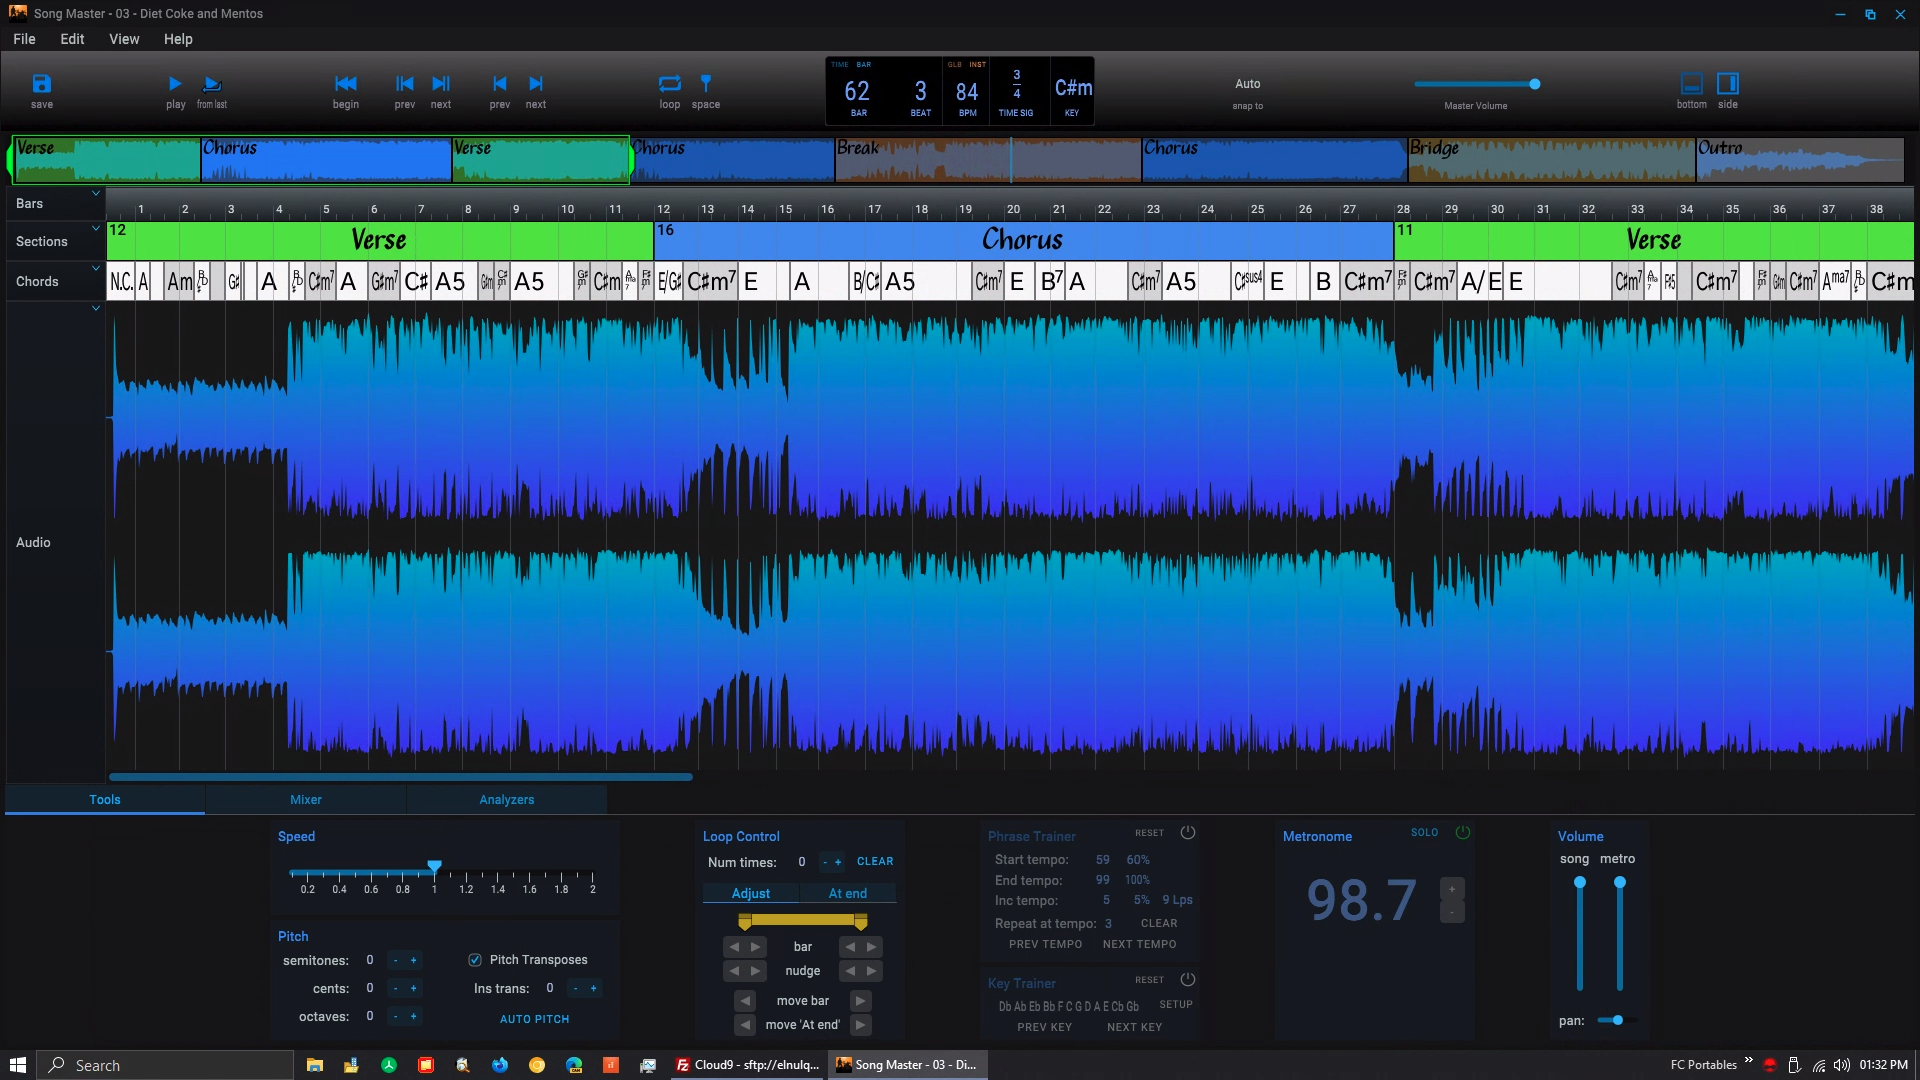 Song Master - 03 - Diet Coke and Mentos
File Edit View Help
save
play
from last
begin
prev
next
prev
next
loop
space
TIME BAR
62
BAR
3
BEAT
GLB INST
84
BPM
3
4
TIME SIG
C#m
KEY
Auto
snap to
Master Volume
bottom
side
Verse Chorus Verse Chorus Break Chorus Bridge Outro
Bars
1 2 3 4 5 6 7 8 9 10 11 12 13 14 15 16 17 18 19 20 21 22 23 24 25 26 27 28 29 30 31 32 33 34 35 36 37 38
Sections
12 Verse 16 Chorus 11 Verse
Chords
N.C. A Am G# A C#m7 A G#m7 C# A5 G#m A5 C#m E/G# C#m7 E A B/C# A5 C#m7 E B7 A C#m7 A5 C#sus4 E B C#m7 C#m7 A/E E C#m7 F#5 C#m7 G#m C#m7 Ama7 C#m
Audio
Tools Mixer Analyzers
Speed
0.2 0.4 0.6 0.8 1 1.2 1.4 1.6 1.8 2
Pitch
semitones: 0 - +
Pitch Transposes
cents: 0 - +
Ins trans: 0 - +
octaves: 0 - +
AUTO PITCH
Loop Control
Num times: 0 - + CLEAR
Adjust At end
bar
nudge
move bar
move 'At end'
Phrase Trainer RESET
Start tempo: 59 60%
End tempo: 99 100%
Inc tempo: 5 5% 9 Lps
Repeat at tempo: 3 CLEAR
PREV TEMPO NEXT TEMPO
Key Trainer RESET
Db Ab Eb Bb F C G D A E Cb Gb SETUP
PREV KEY NEXT KEY
Metronome SOLO
98.7
+
-
Volume
song metro
pan:
Search
Cloud9 - sftp://elnulq...
Song Master - 03 - Di...
FC Portables
01:32 PM